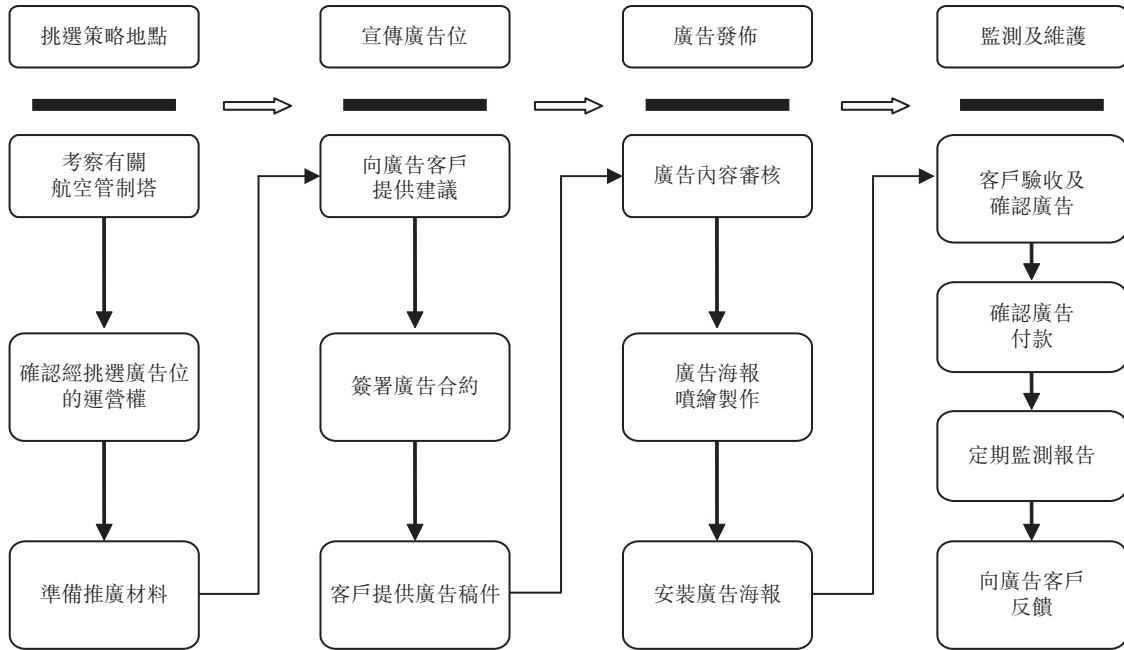 挑選策略地點
宣傳廣告位
廣告發佈
監測及維護
考察有關
航空管制塔
確認經挑選廣告位
的運營權
準備推廣材料
向廣告客戶
提供建議
簽署廣告合約
客戶提供廣告稿件
廣告內容審核
廣告海報
噴繪製作
安裝廣告海報
客戶驗收及
確認廣告
確認廣告
付款
定期監測報告
向廣告客戶
反饋